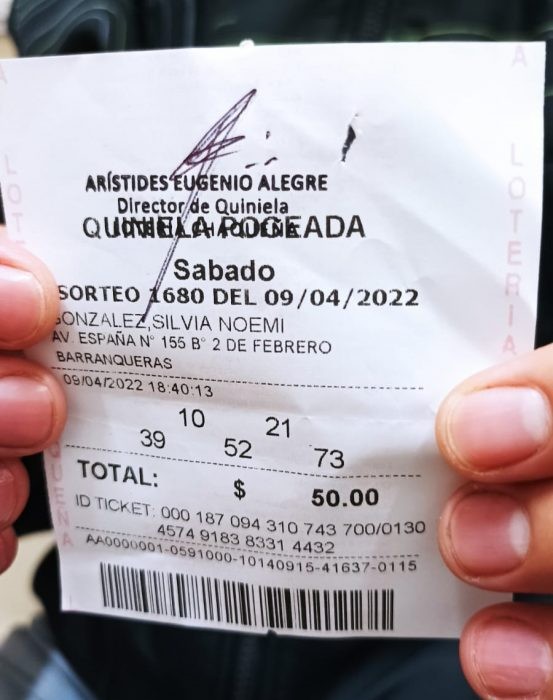 ARÍSTIDES EUGENIO ALEGRE
Director de Quiniela
QUINIELA POCEADA
Sabado
SORTEO 1680 DEL 09/04/2022
GONZALEZ,SILVIA NOEMI
AV. ESPAÑA N° 155 B° 2 DE FEBRERO
BARRANQUERAS
09/04/2022 18:40:13
10 21
39 52 73
TOTAL: $ 50.00
ID TICKET: 000 187 094 310 743 700/0130
4574 9183 8331 4432
AA0000001-0591000-10140915-41637-0115
LOTERIA